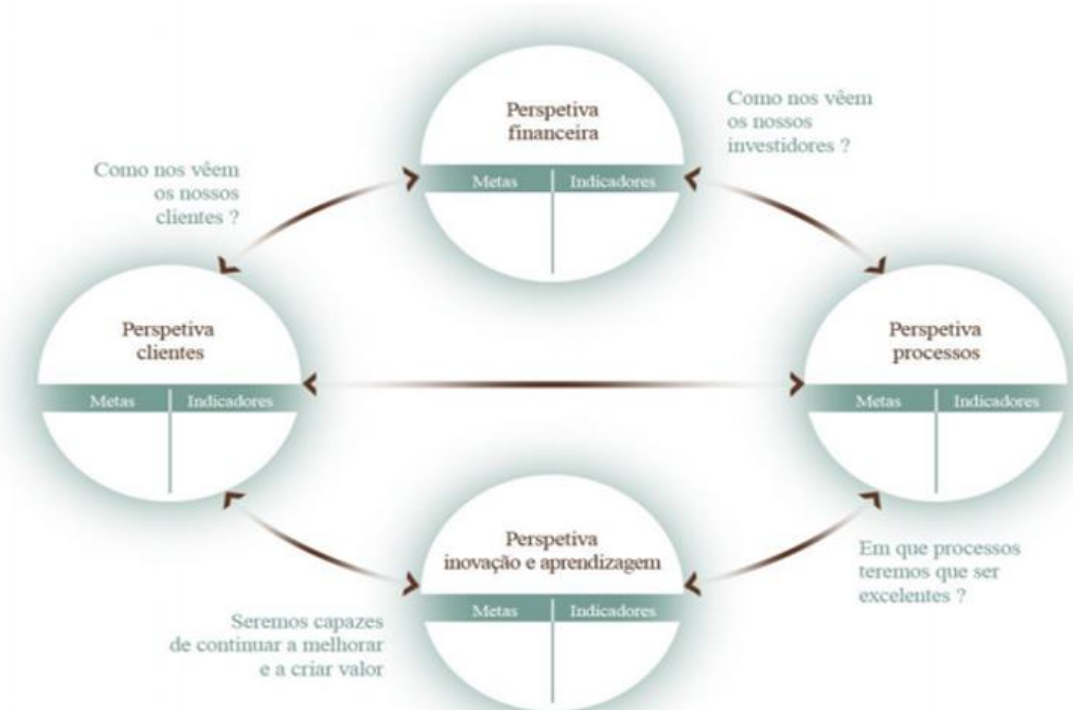 Perspetiva
financeira
Metas
Indicadores
Como nos vêem
os nossos
investidores ?
Como nos vêem
os nossos
clientes ?
Perspetiva
clientes
Metas
Indicadores
Perspetiva
processos
Metas
Indicadores
Perspetiva
inovação e aprendizagem
Metas
Indicadores
Em que processos
teremos que ser
excelentes ?
Seremos capazes
de continuar a melhorar
e a criar valor